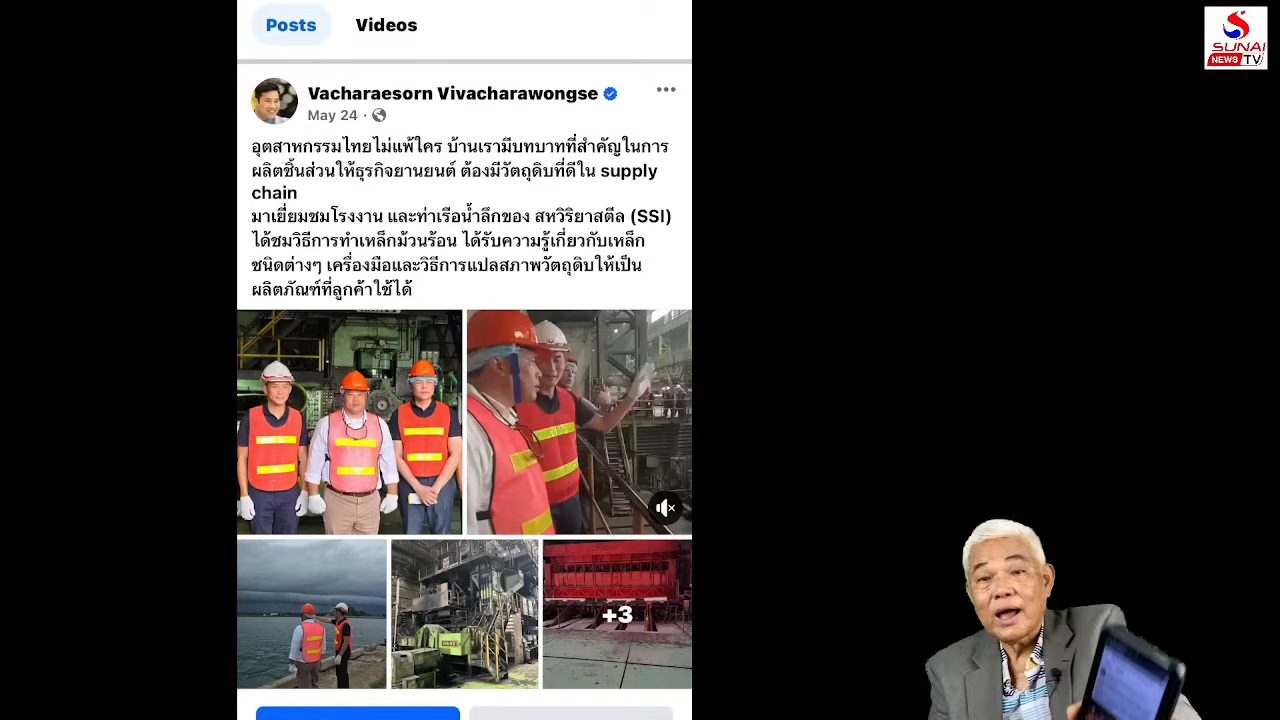 Posts Videos
SUNAI
NEWS TV
Vacharaesorn Vivacharawongse
May 24 ·
อุตสาหกรรมไทยไม่แพ้ใคร บ้านเรามีบทบาทที่สำคัญในการ
ผลิตชิ้นส่วนให้ธุรกิจยานยนต์ ต้องมีวัตถุดิบที่ดีใน supply
chain
มาเยี่ยมชมโรงงาน และท่าเรือน้ำลึกของ สหวิริยาสตีล (SSI)
ได้ชมวิธีการทำเหล็กม้วนร้อน ได้รับความรู้เกี่ยวกับเหล็ก
ชนิดต่างๆ เครื่องมือและวิธีการแปลสภาพวัตถุดิบให้เป็น
ผลิตภัณฑ์ที่ลูกค้าใช้ได้
+3